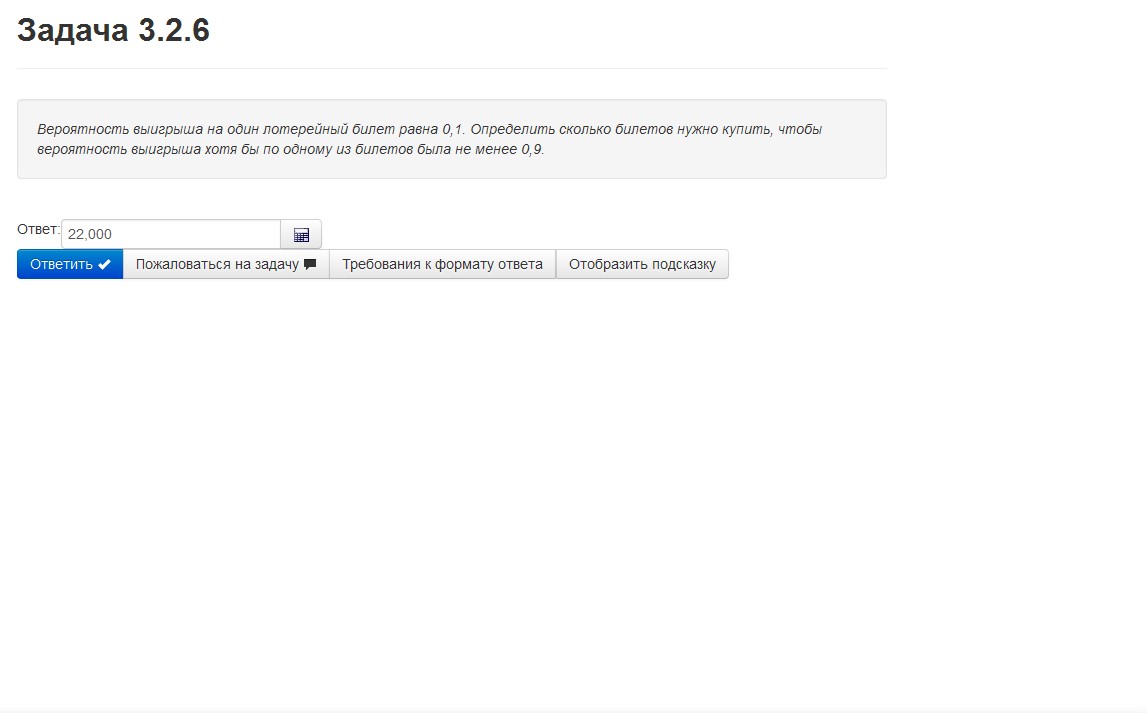 Задача 3.2.6
Вероятность выигрыша на один лотерейный билет равна 0,1. Определить сколько билетов нужно купить, чтобы
вероятность выигрыша хотя бы по одному из билетов была не менее 0,9.
Ответ: 22,000
Ответить Пожаловаться на задачу Требования к формату ответа Отобразить подсказку